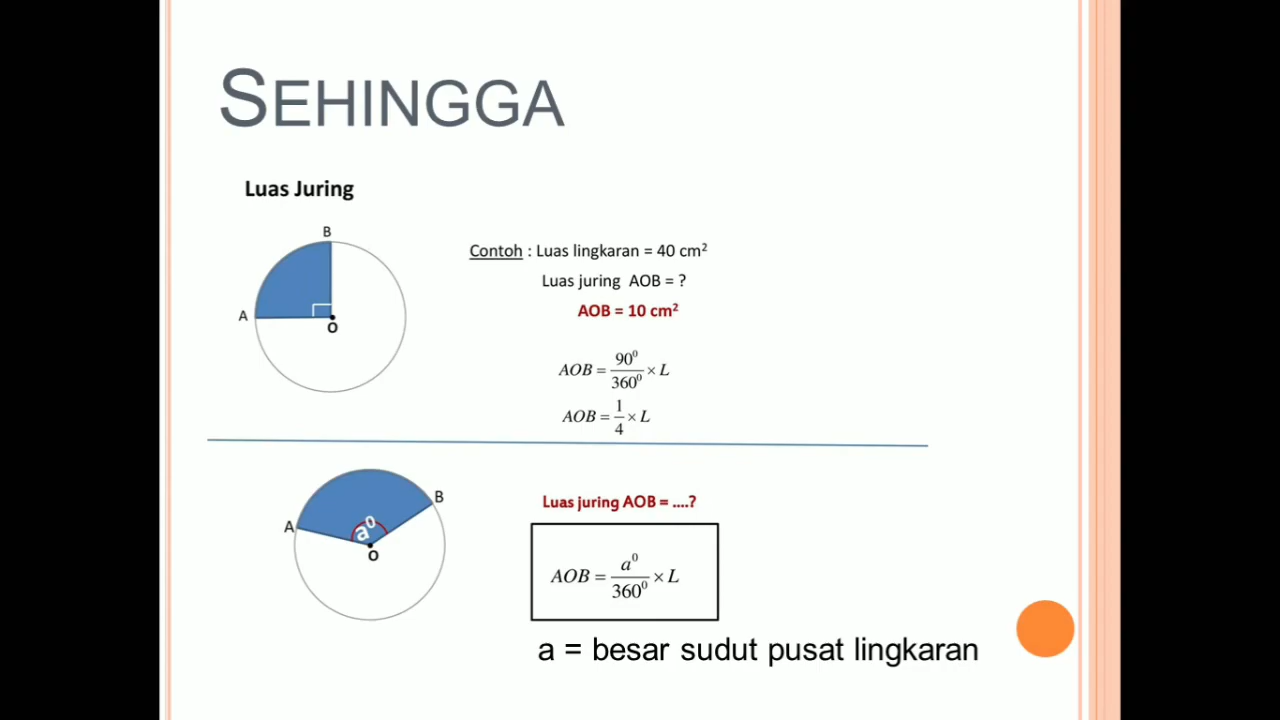 SEHINGGA
Luas Juring
B
A
O
Contoh : Luas lingkaran = 40 cm²
Luas juring AOB = ?
AOB = 10 cm²
AOB = 90⁰/360⁰ × L
AOB = 1/4 × L
A
B
a⁰
O
Luas juring AOB = ....?
AOB = a⁰/360⁰ × L
a = besar sudut pusat lingkaran